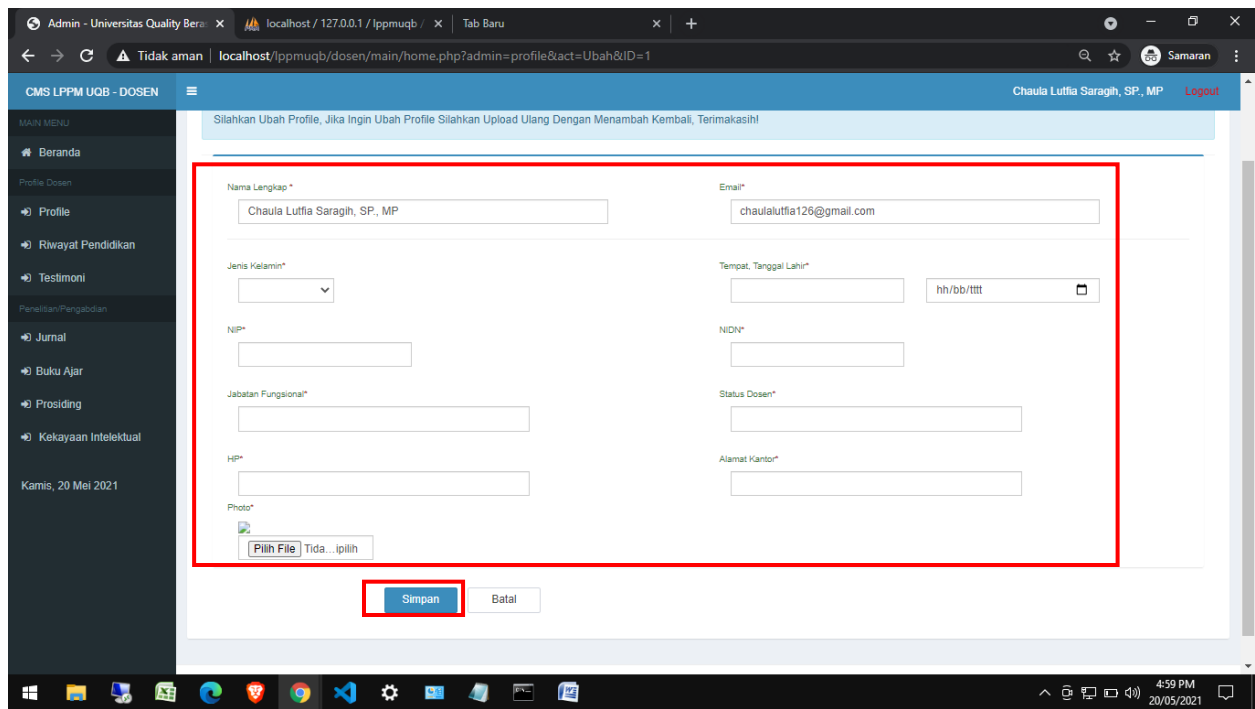 Admin - Universitas Quality Bera
localhost / 127.0.0.1 / lppmuqb /
Tab Baru
Tidak aman | localhost/lppmuqb/dosen/main/home.php?admin=profile&act=Ubah&ID=1
Samaran
CMS LPPM UQB - DOSEN
Chaula Lutfia Saragih, SP., MP
Logout
MAIN MENU
Beranda
Profile Dosen
Profile
Riwayat Pendidikan
Testimoni
Penelitian/Pengabdian
Jurnal
Buku Ajar
Prosiding
Kekayaan Intelektual
Kamis, 20 Mei 2021
Silahkan Ubah Profile, Jika Ingin Ubah Profile Silahkan Upload Ulang Dengan Menambah Kembali, Terimakasih!
Nama Lengkap *
Email*
Chaula Lutfia Saragih, SP., MP
chaulalutfia126@gmail.com
Jenis Kelamin*
Tempat, Tanggal Lahir*
hh/bb/tttt
NIP*
NIDN*
Jabatan Fungsional*
Status Dosen*
HP*
Alamat Kantor*
Photo*
Pilih File Tida...ipilih
Simpan
Batal
4:59 PM
20/05/2021